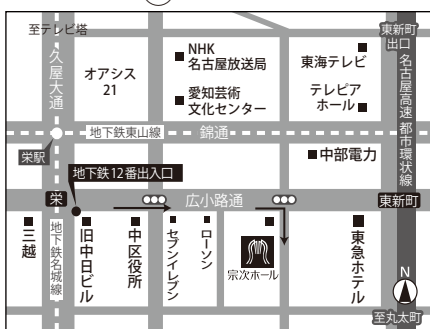 至テレビ塔
久屋大通
オアシス
21
NHK
名古屋放送局
愛知芸術
文化センター
東海テレビ
テレピア
ホール
東新町
出口
名古屋高速 都市環状線
地下鉄東山線
錦通
栄駅
地下鉄12番出入口
中部電力
栄
広小路通
東新町
三越
地下鉄名城線
旧中日ビル
中区役所
セブンイレブン
ローソン
宗次ホール
東急ホテル
N
至丸太町